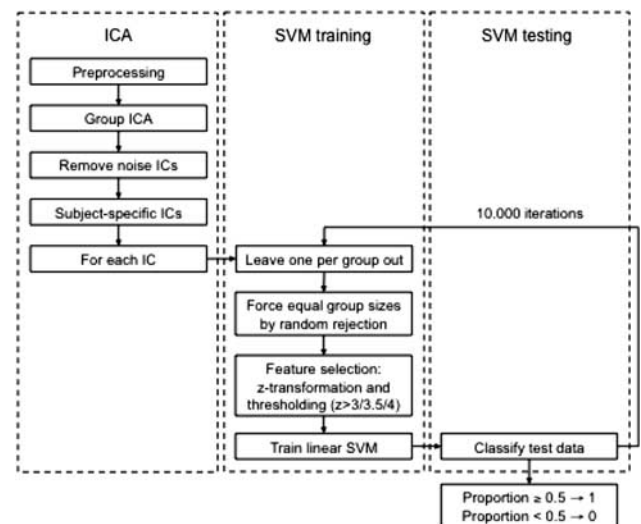 ICA
SVM training
SVM testing
Preprocessing
Group ICA
Remove noise ICs
Subject-specific ICs
For each IC
10.000 iterations
Leave one per group out
Force equal group sizes
by random rejection
Feature selection:
z-transformation and
thresholding (z>3/3.5/4)
Train linear SVM
Classify test data
Proportion ≥ 0.5 → 1
Proportion < 0.5 → 0